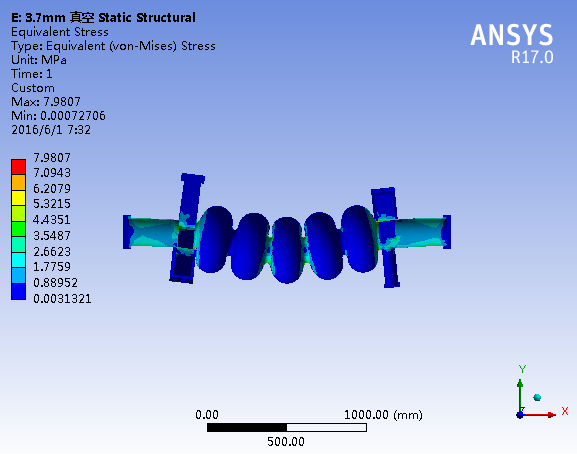 E: 3.7mm 真空 Static Structural
Equivalent Stress
Type: Equivalent (von-Mises) Stress
Unit: MPa
Time: 1
Custom
Max: 7.9807
Min: 0.00072706
2016/6/1 7:32
ANSYS
R17.0
7.9807
7.0943
6.2079
5.3215
4.4351
3.5487
2.6623
1.7759
0.88952
0.0031321
0.00
1000.00 (mm)
500.00
Y
Z
X